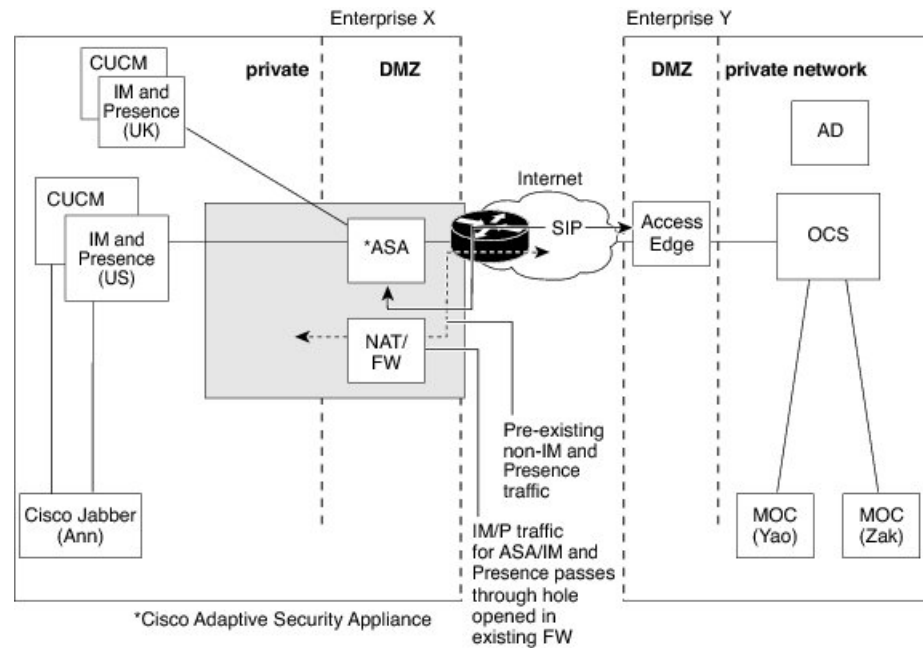 Enterprise X
Enterprise Y
private
DMZ
DMZ
private network
CUCM
IM and
Presence
(UK)
AD
CUCM
IM and
Presence
(US)
*ASA
Internet
SIP
Access
Edge
OCS
NAT/
FW
Pre-existing
non-IM and
Presence
traffic
Cisco Jabber
(Ann)
IM/P traffic
for ASA/IM and
Presence passes
through hole
opened in
existing FW
MOC
(Yao)
MOC
(Zak)
*Cisco Adaptive Security Appliance